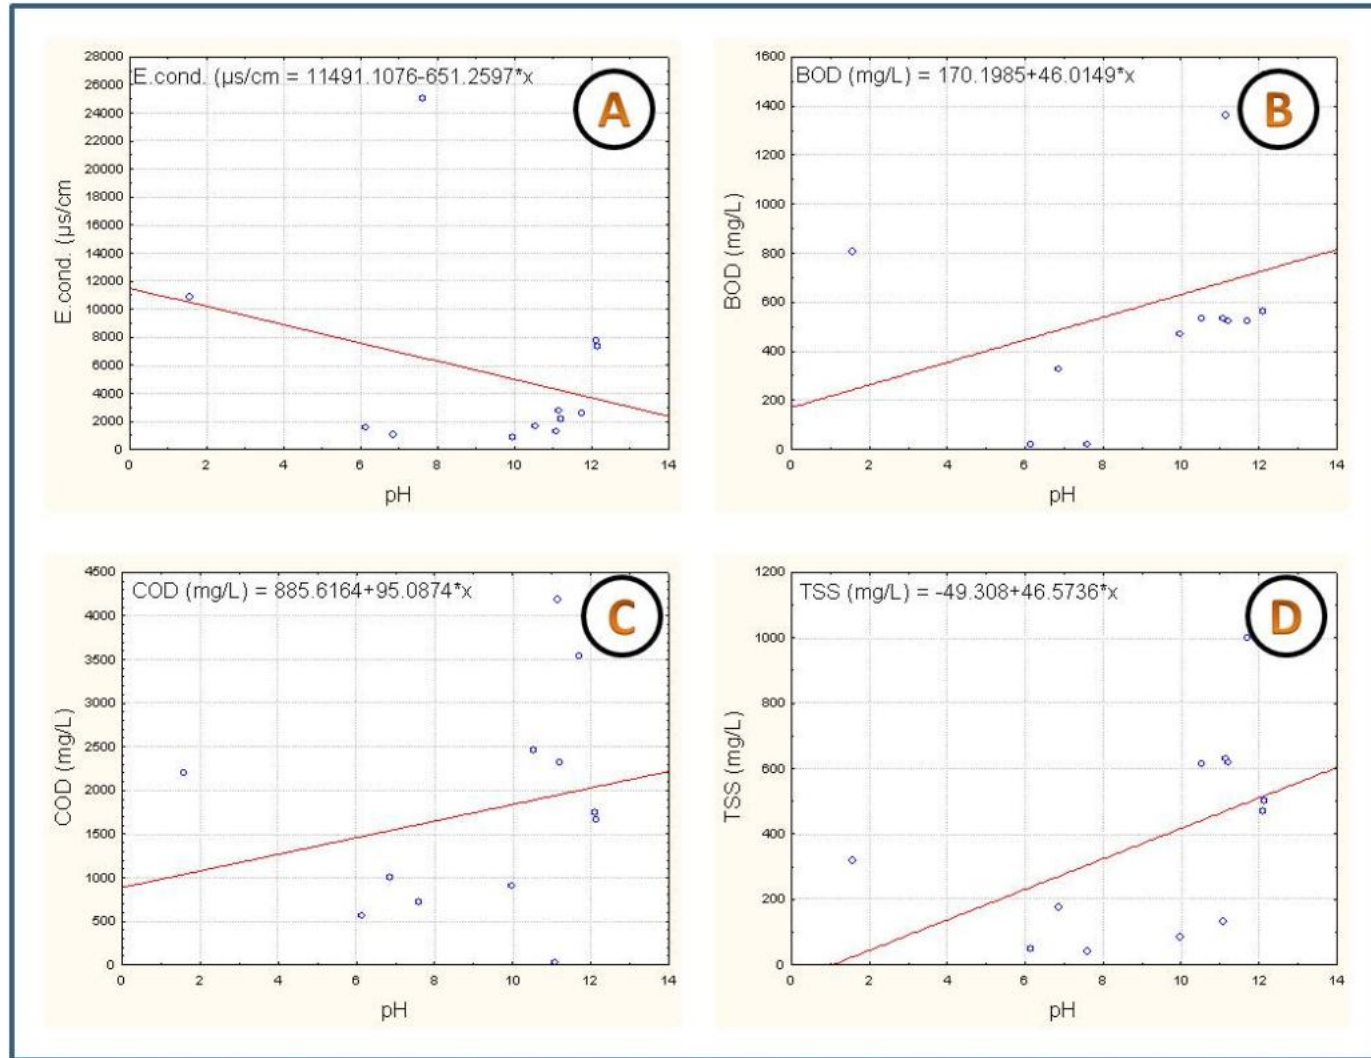 E.cond. (µs/cm = 11491.1076-651.2597*x
A
28000
26000
24000
22000
20000
18000
16000
14000
12000
10000
8000
6000
4000
2000
0
E.cond. (µs/cm
0 2 4 6 8 10 12 14
pH
BOD (mg/L) = 170.1985+46.0149*x
B
1600
1400
1200
1000
800
600
400
200
0
BOD (mg/L)
0 2 4 6 8 10 12 14
pH
COD (mg/L) = 885.6164+95.0874*x
C
4500
4000
3500
3000
2500
2000
1500
1000
500
0
COD (mg/L)
0 2 4 6 8 10 12 14
pH
TSS (mg/L) = -49.308+46.5736*x
D
1200
1000
800
600
400
200
0
TSS (mg/L)
0 2 4 6 8 10 12 14
pH